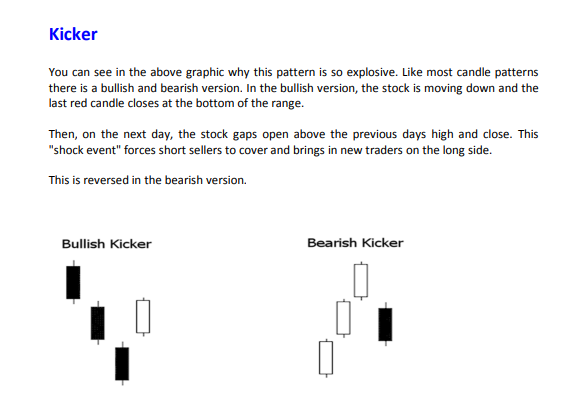 Kicker
You can see in the above graphic why this pattern is so explosive. Like most candle patterns
there is a bullish and bearish version. In the bullish version, the stock is moving down and the
last red candle closes at the bottom of the range.
Then, on the next day, the stock gaps open above the previous days high and close. This
"shock event" forces short sellers to cover and brings in new traders on the long side.
This is reversed in the bearish version.
Bullish Kicker
Bearish Kicker